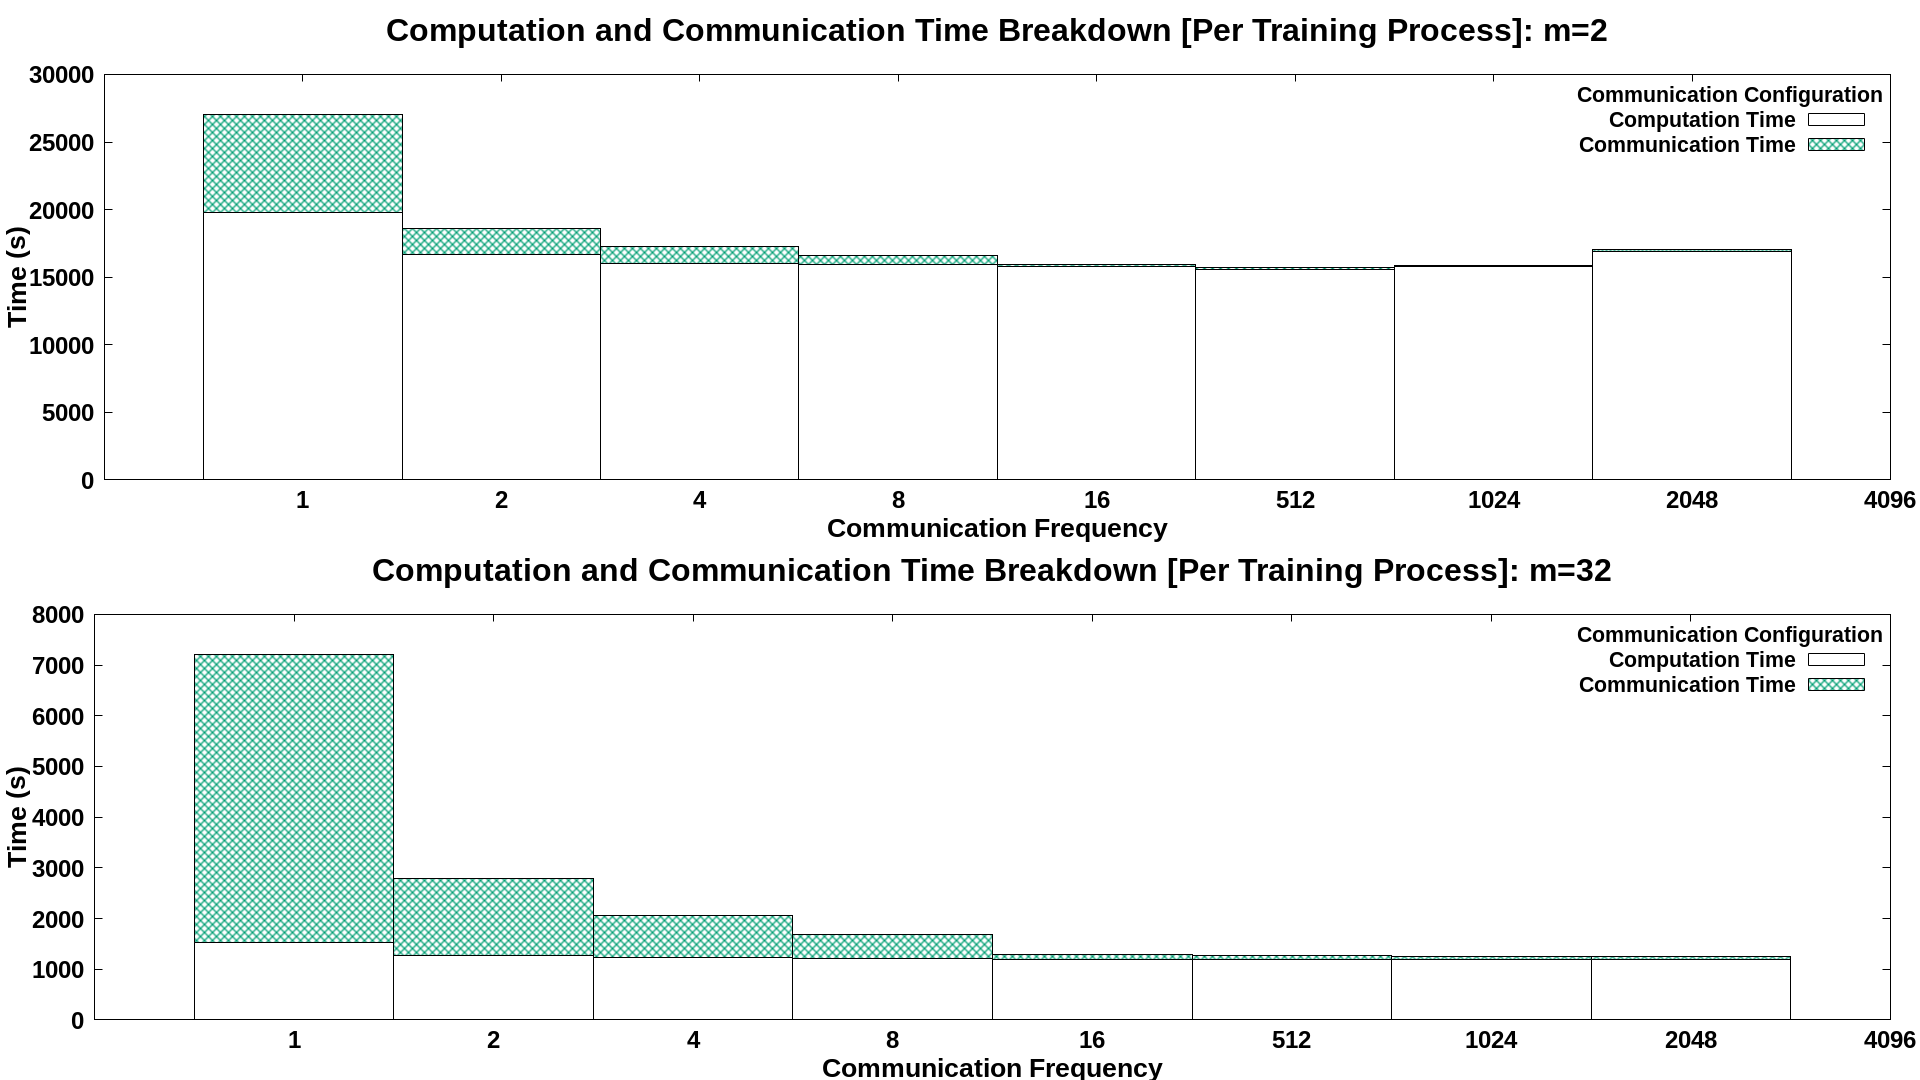 Computation and Communication Time Breakdown [Per Training Process]: m=2
30000
25000
20000
15000
10000
5000
0
Time (s)
Communication Configuration
Computation Time
Communication Time
1 2 4 8 16 512 1024 2048 4096
Communication Frequency
Computation and Communication Time Breakdown [Per Training Process]: m=32
8000
7000
6000
5000
4000
3000
2000
1000
0
Time (s)
Communication Configuration
Computation Time
Communication Time
1 2 4 8 16 512 1024 2048 4096
Communication Frequency